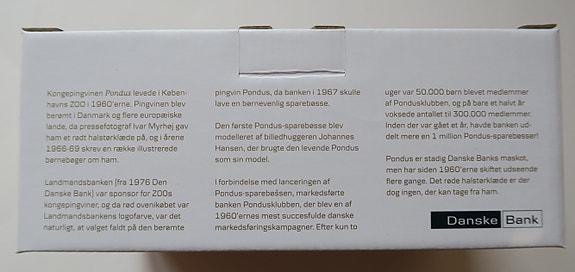 Kongepingvinen Pondus levede i Køben-
havns ZOO i 1960'erne. Pingvinen blev
berømt i Danmark og flere europæiske
lande, da pressefotograf Ivar Myrhøj gav
ham et rødt halstørklæde på, og i årene
1966-69 skrev en række illustrerede
børnebøger om ham.
Landmandsbanken (fra 1976 Den
Danske Bank) var sponsor for ZOOs
kongepingviner, og da rød ovenikøbet var
Landmandsbankens logofarve, var det
naturligt, at valget faldt på den berømte
pingvin Pondus, da banken i 1967 skulle
lave en børnevenlig sparebøsse.
Den første Pondus-sparebøsse blev
modelleret af billedhuggeren Johannes
Hansen, der brugte den levende Pondus
som sin model.
I forbindelse med lanceringen af
Pondus-sparebøssen, markedsførte
banken Pondusklubben, der blev en af
1960'ernes mest succesfulde danske
markedsføringskampagner. Efter kun to
uger var 50.000 børn blevet medlemmer
af Pondusklubben, og på bare et halvt år
voksede antallet til 300.000 medlemmer.
Inden der var gået et år, havde banken ud-
delt mere en 1 million Pondus-sparebøsser!
Pondus er stadig Danske Banks maskot,
men har siden 1960'erne skiftet udseende
flere gange. Det røde halstørklæde er der
dog ingen, der kan tage fra ham.
Danske Bank